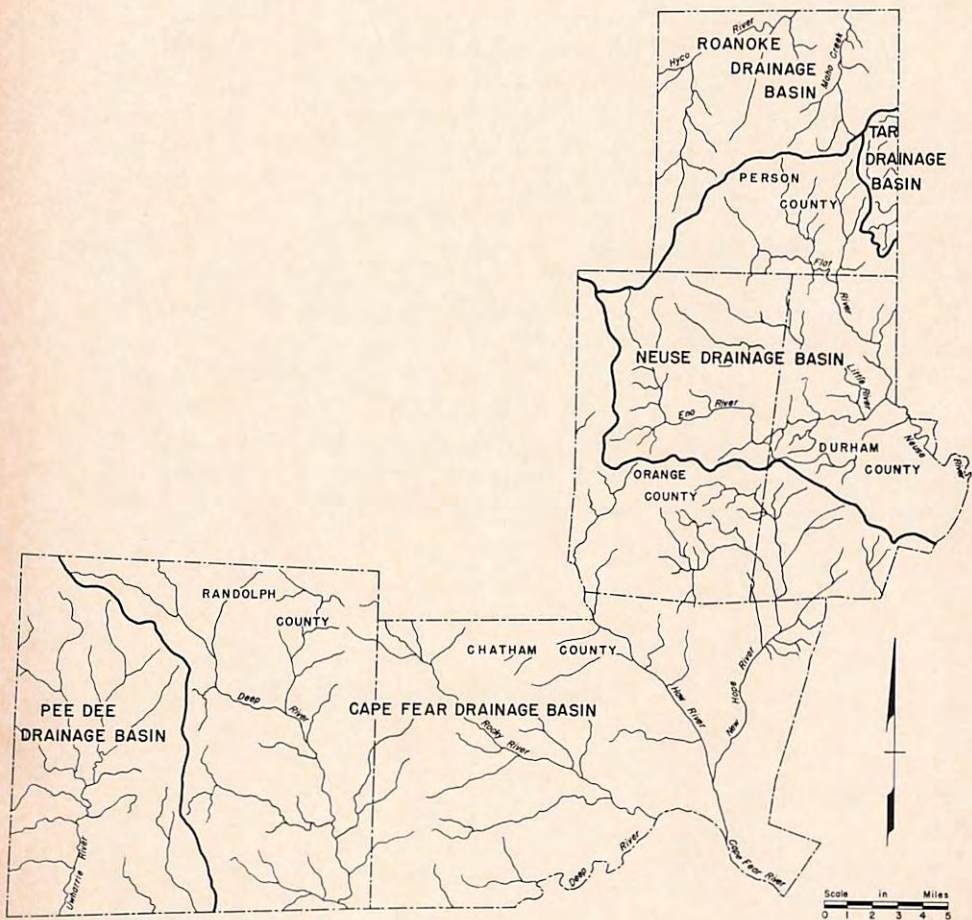 ROANOKE
DRAINAGE
BASIN
Hyco
River
Maho Creek
TAR
DRAINAGE
BASIN
PERSON
COUNTY
Flat
River
NEUSE DRAINAGE BASIN
Little River
Eno River
DURHAM
COUNTY
Neuse
River
ORANGE
COUNTY
RANDOLPH
COUNTY
CHATHAM COUNTY
Haw River
New Hope River
PEE DEE
DRAINAGE BASIN
Deep
River
CAPE FEAR DRAINAGE BASIN
Rocky River
Uwharrie River
Deep River
Cape Fear River
Scale in Miles
0 1 2 3 4 5